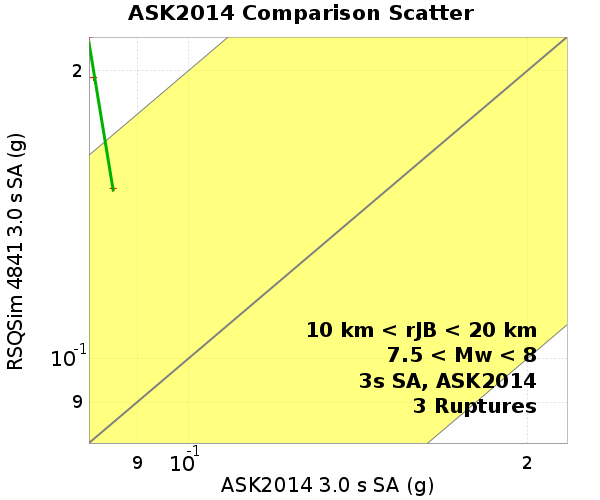 ASK2014 Comparison Scatter
RSQSim 4841 3.0 s SA (g)
2
10-1
9
10 km < rJB < 20 km
7.5 < Mw < 8
3s SA, ASK2014
3 Ruptures
9 10-1 2
ASK2014 3.0 s SA (g)